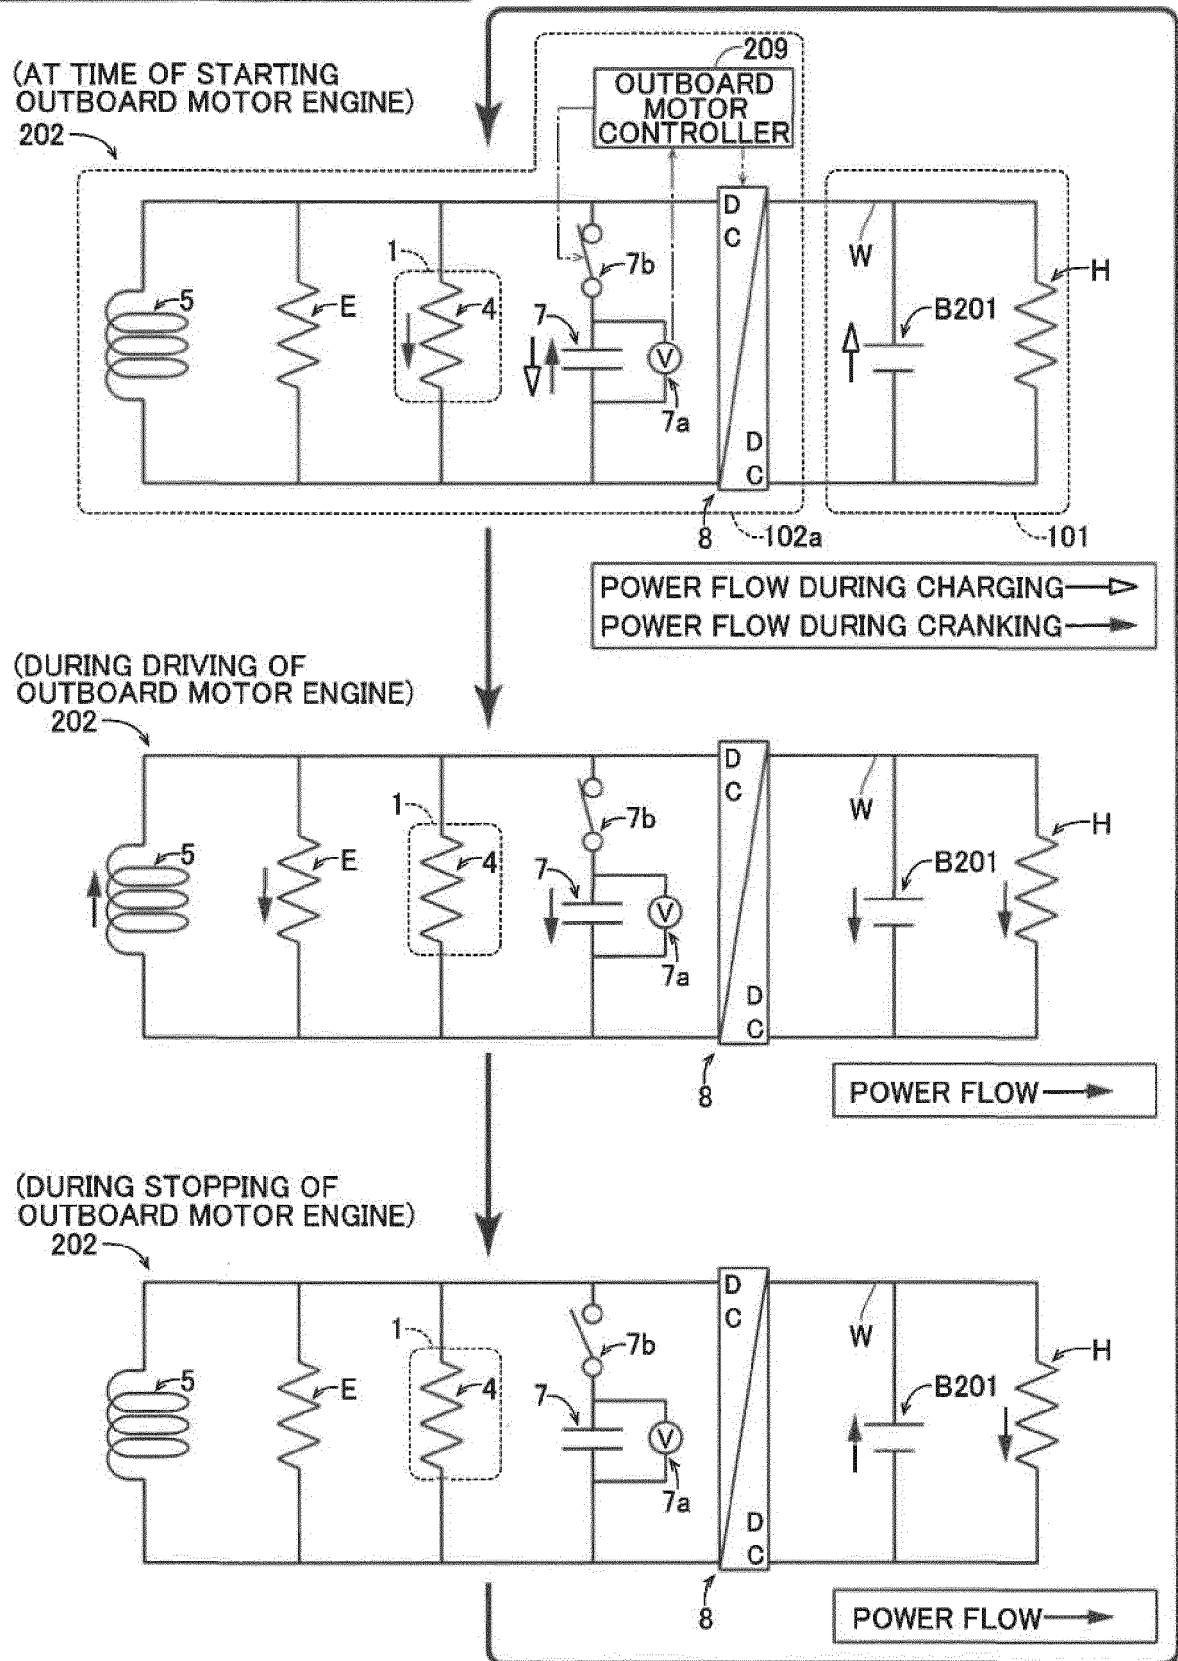 (AT TIME OF STARTING
OUTBOARD MOTOR ENGINE)
202
209
OUTBOARD
MOTOR
CONTROLLER
D
C
5
E
1
4
7b
7
V
7a
W
B201
H
D
C
8
102a
101
POWER FLOW DURING CHARGING
POWER FLOW DURING CRANKING
(DURING DRIVING OF
OUTBOARD MOTOR ENGINE)
202
D
C
5
E
1
4
7b
7
V
7a
W
B201
H
D
C
8
POWER FLOW
(DURING STOPPING OF
OUTBOARD MOTOR ENGINE)
202
D
C
5
E
1
4
7b
7
V
7a
W
B201
H
D
C
8
POWER FLOW